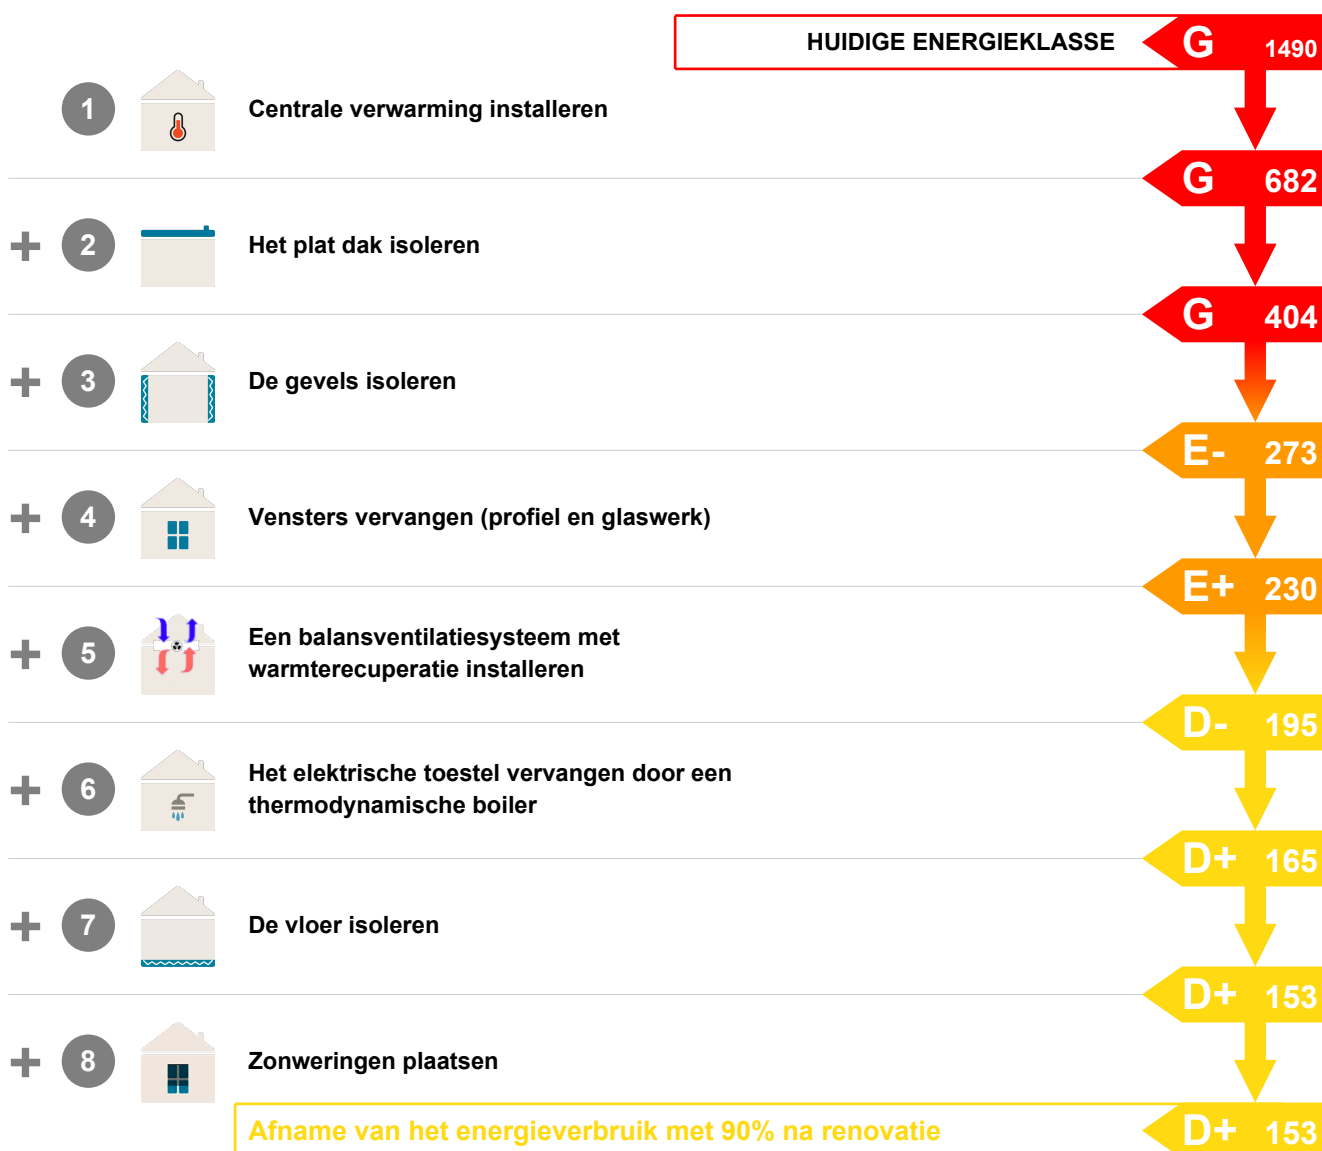 HUIDIGE ENERGIEKLASSE G 1490
1 Centrale verwarming installeren
G 682
+ 2 Het plat dak isoleren
G 404
+ 3 De gevels isoleren
E- 273
+ 4 Vensters vervangen (profiel en glaswerk)
E+ 230
+ 5 Een balansventilatiesysteem met
warmterecuperatie installeren
D- 195
+ 6 Het elektrische toestel vervangen door een
thermodynamische boiler
D+ 165
+ 7 De vloer isoleren
D+ 153
+ 8 Zonweringen plaatsen
Afname van het energieverbruik met 90% na renovatie D+ 153